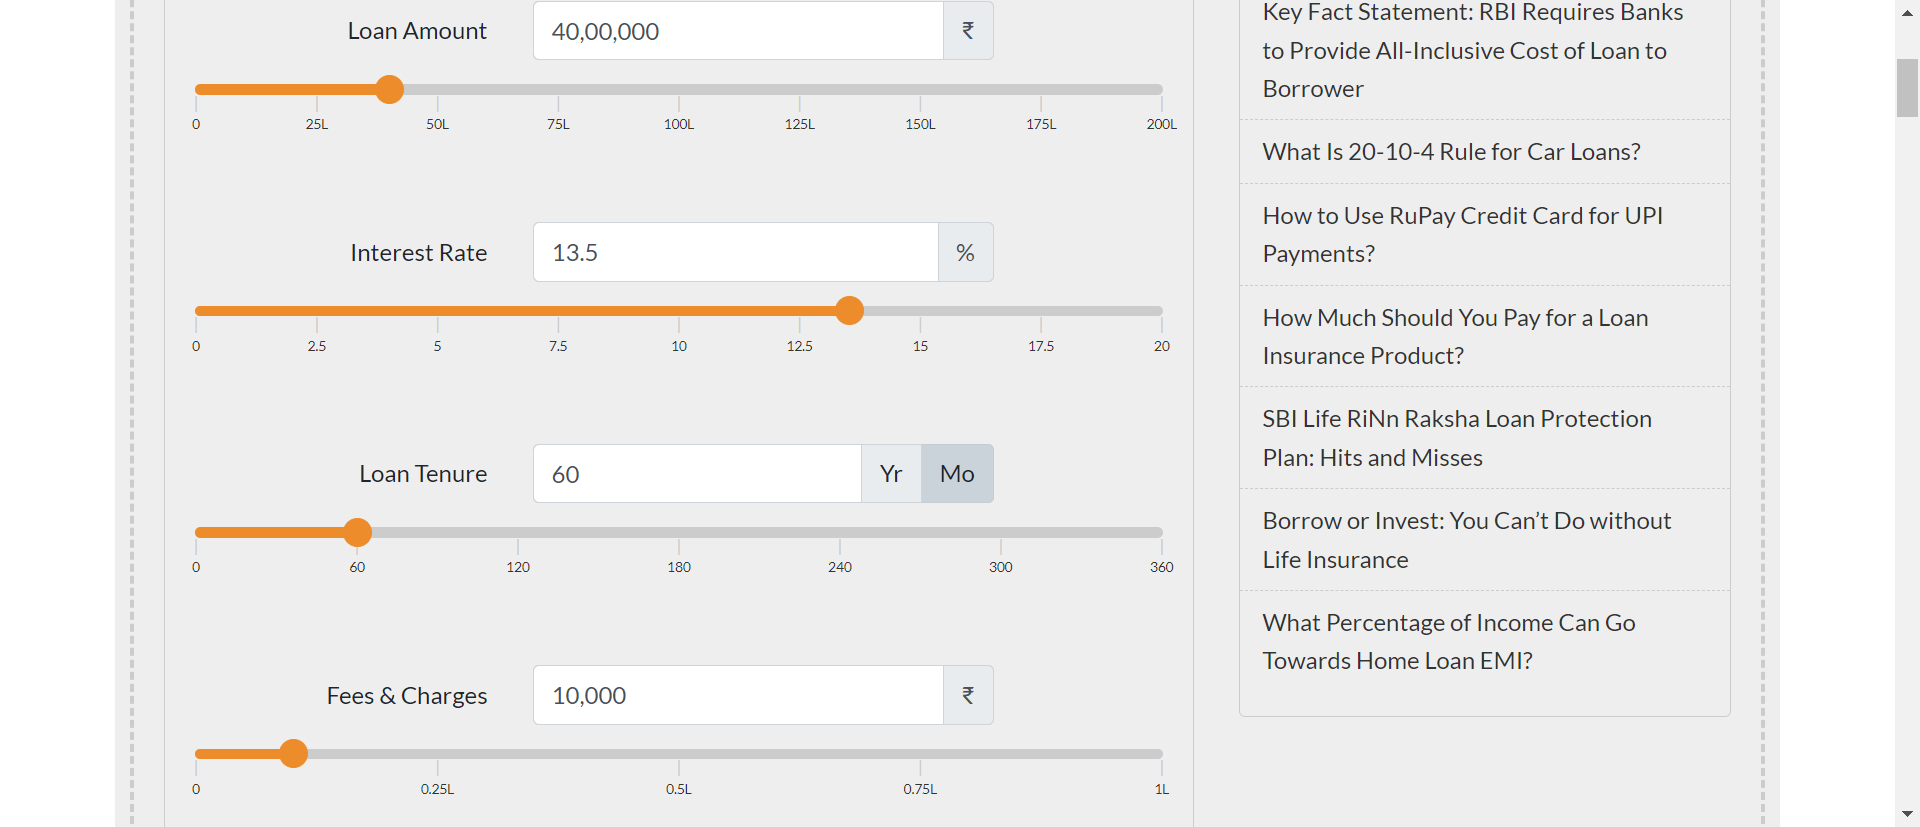 Loan Amount 40,00,000 ₹
0 25L 50L 75L 100L 125L 150L 175L 200L
Interest Rate 13.5 %
0 2.5 5 7.5 10 12.5 15 17.5 20
Loan Tenure 60 Yr Mo
0 60 120 180 240 300 360
Fees & Charges 10,000 ₹
0 0.25L 0.5L 0.75L 1L
Key Fact Statement: RBI Requires Banks
to Provide All-Inclusive Cost of Loan to
Borrower
What Is 20-10-4 Rule for Car Loans?
How to Use RuPay Credit Card for UPI
Payments?
How Much Should You Pay for a Loan
Insurance Product?
SBI Life RiNn Raksha Loan Protection
Plan: Hits and Misses
Borrow or Invest: You Can’t Do without
Life Insurance
What Percentage of Income Can Go
Towards Home Loan EMI?